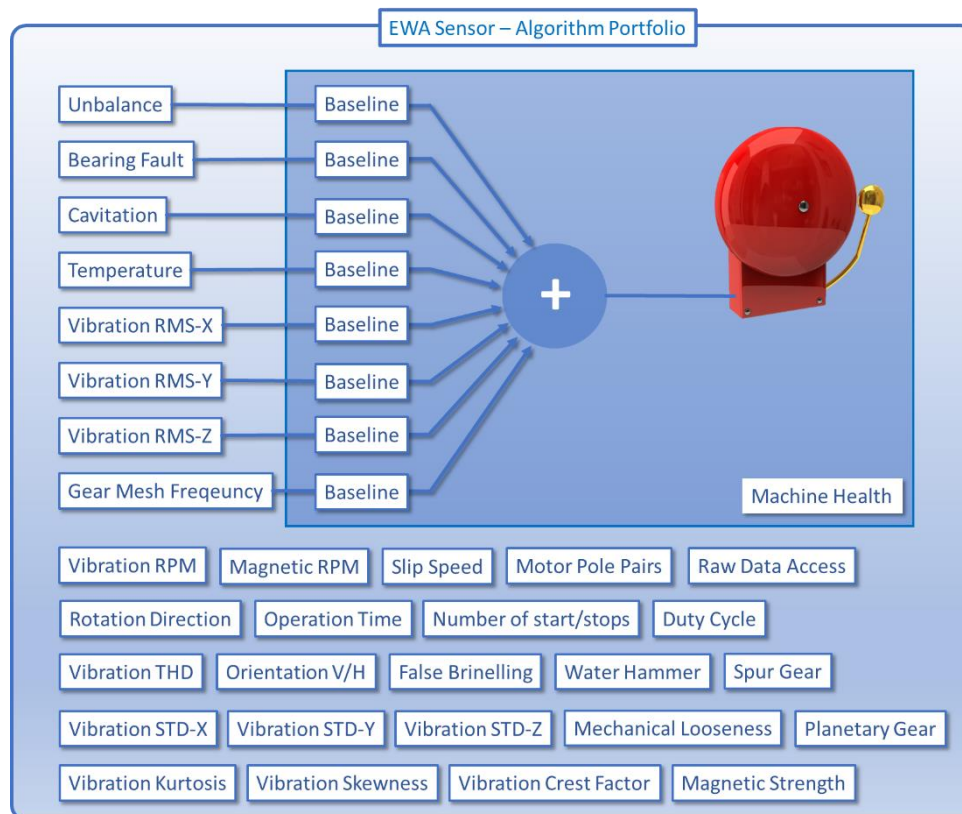 EWA Sensor – Algorithm Portfolio
Unbalance
Baseline
Bearing Fault
Baseline
Cavitation
Baseline
Temperature
Baseline
Vibration RMS-X
Baseline
Vibration RMS-Y
Baseline
Vibration RMS-Z
Baseline
Gear Mesh Freqeuncy
Baseline
+
Machine Health
Vibration RPM
Magnetic RPM
Slip Speed
Motor Pole Pairs
Raw Data Access
Rotation Direction
Operation Time
Number of start/stops
Duty Cycle
Vibration THD
Orientation V/H
False Brinelling
Water Hammer
Spur Gear
Vibration STD-X
Vibration STD-Y
Vibration STD-Z
Mechanical Looseness
Planetary Gear
Vibration Kurtosis
Vibration Skewness
Vibration Crest Factor
Magnetic Strength